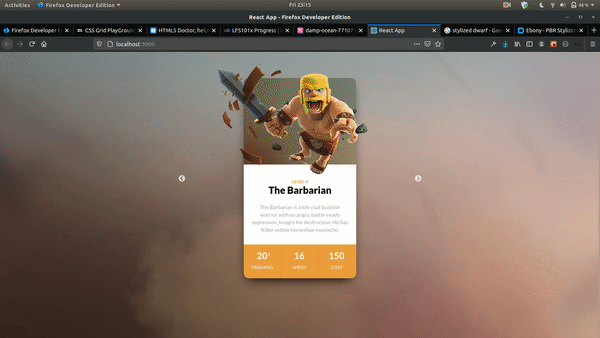 Activities Firefox Developer Edition Fri 23:15 46%
React App - Firefox Developer Edition
Firefox Developer CSS Grid PlayGroun HTML5 Doctor, help LFS101x Progress | damp-ocean-77107 React App stylized dwarf - Goo Ebony - PBR Stylize
localhost:3000
LEVEL 4
The Barbarian
The Barbarian is a kilt-clad Scottish
warrior with an angry, battle-ready
expression, hungry for destruction. He has
Killer yellow horseshoe mustache.
20 16 150
TRAINING SPEED COST